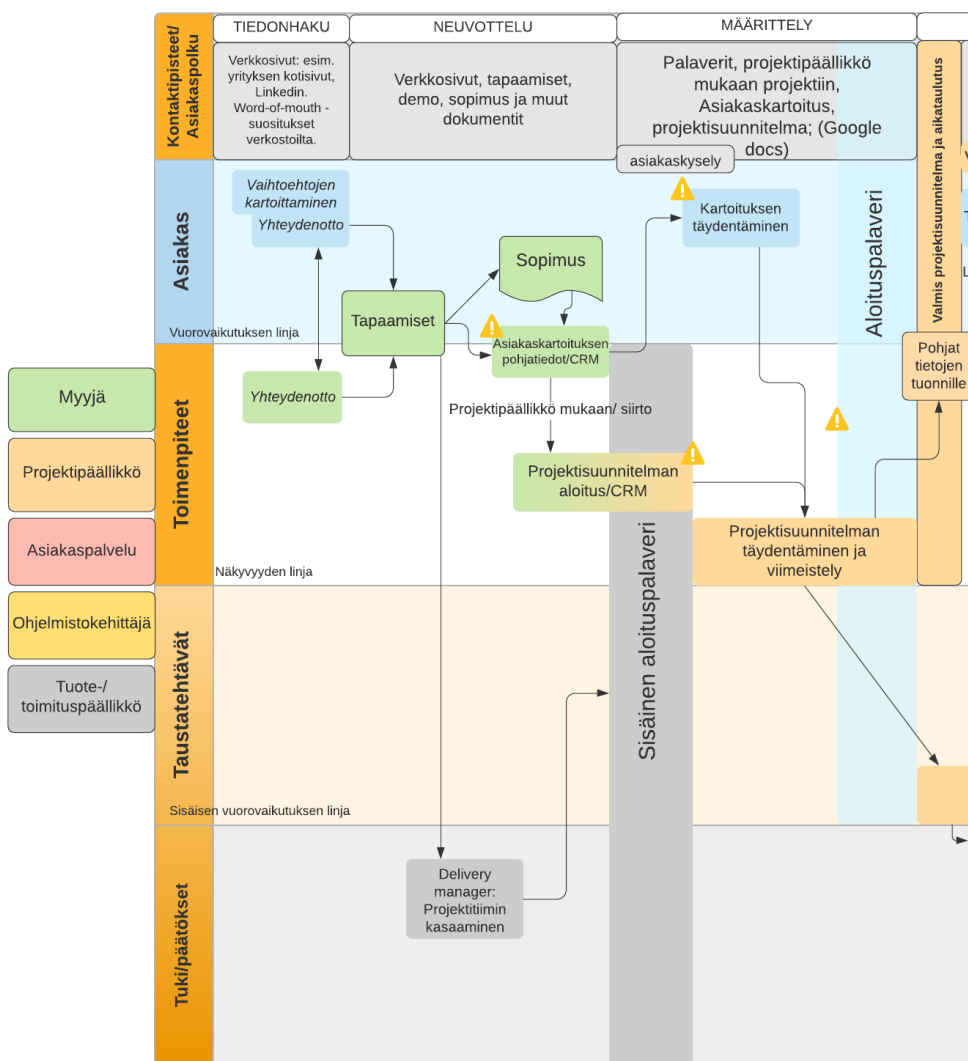 TIEDONHAKU
NEUVOTTELU
MÄÄRITTELY
Kontaktipisteet/
Asiakaspolku
Verkkosivut: esim.
yrityksen kotisivut,
Linkedin.
Word-of-mouth -
suositukset
verkostoilta.
Verkkosivut, tapaamiset,
demo, sopimus ja muut
dokumentit
Palaverit, projektipäällikkö
mukaan projektiin,
Asiakaskartoitus,
projektisuunnitelma; (Google
docs)
asiakaskysely
Asiakas
Vaihtoehtojen
kartoittaminen
Yhteydenotto
Kartoituksen
täydentäminen
Sopimus
Tapaamiset
Asiakaskartoituksen
pohjatiedot/CRM
Vuorovaikutuksen linja
Aloituspalaveri
Valmis projektisuunnitelma ja aikataulutus
Pohjat
tietojen
tuonnille
Myyjä
Projektipäällikkö
Asiakaspalvelu
Ohjelmistokehittäjä
Tuote-/
toimituspäällikkö
Toimenpiteet
Yhteydenotto
Projektipäällikkö mukaan/ siirto
Projektisuunnitelman
aloitus/CRM
Projektisuunnitelman
täydentäminen ja
viimeistely
Näkyvyyden linja
Sisäinen aloituspalaveri
Taustatehtävät
Sisäisen vuorovaikutuksen linja
Tuki/päätökset
Delivery
manager:
Projektitiimin
kasaaminen